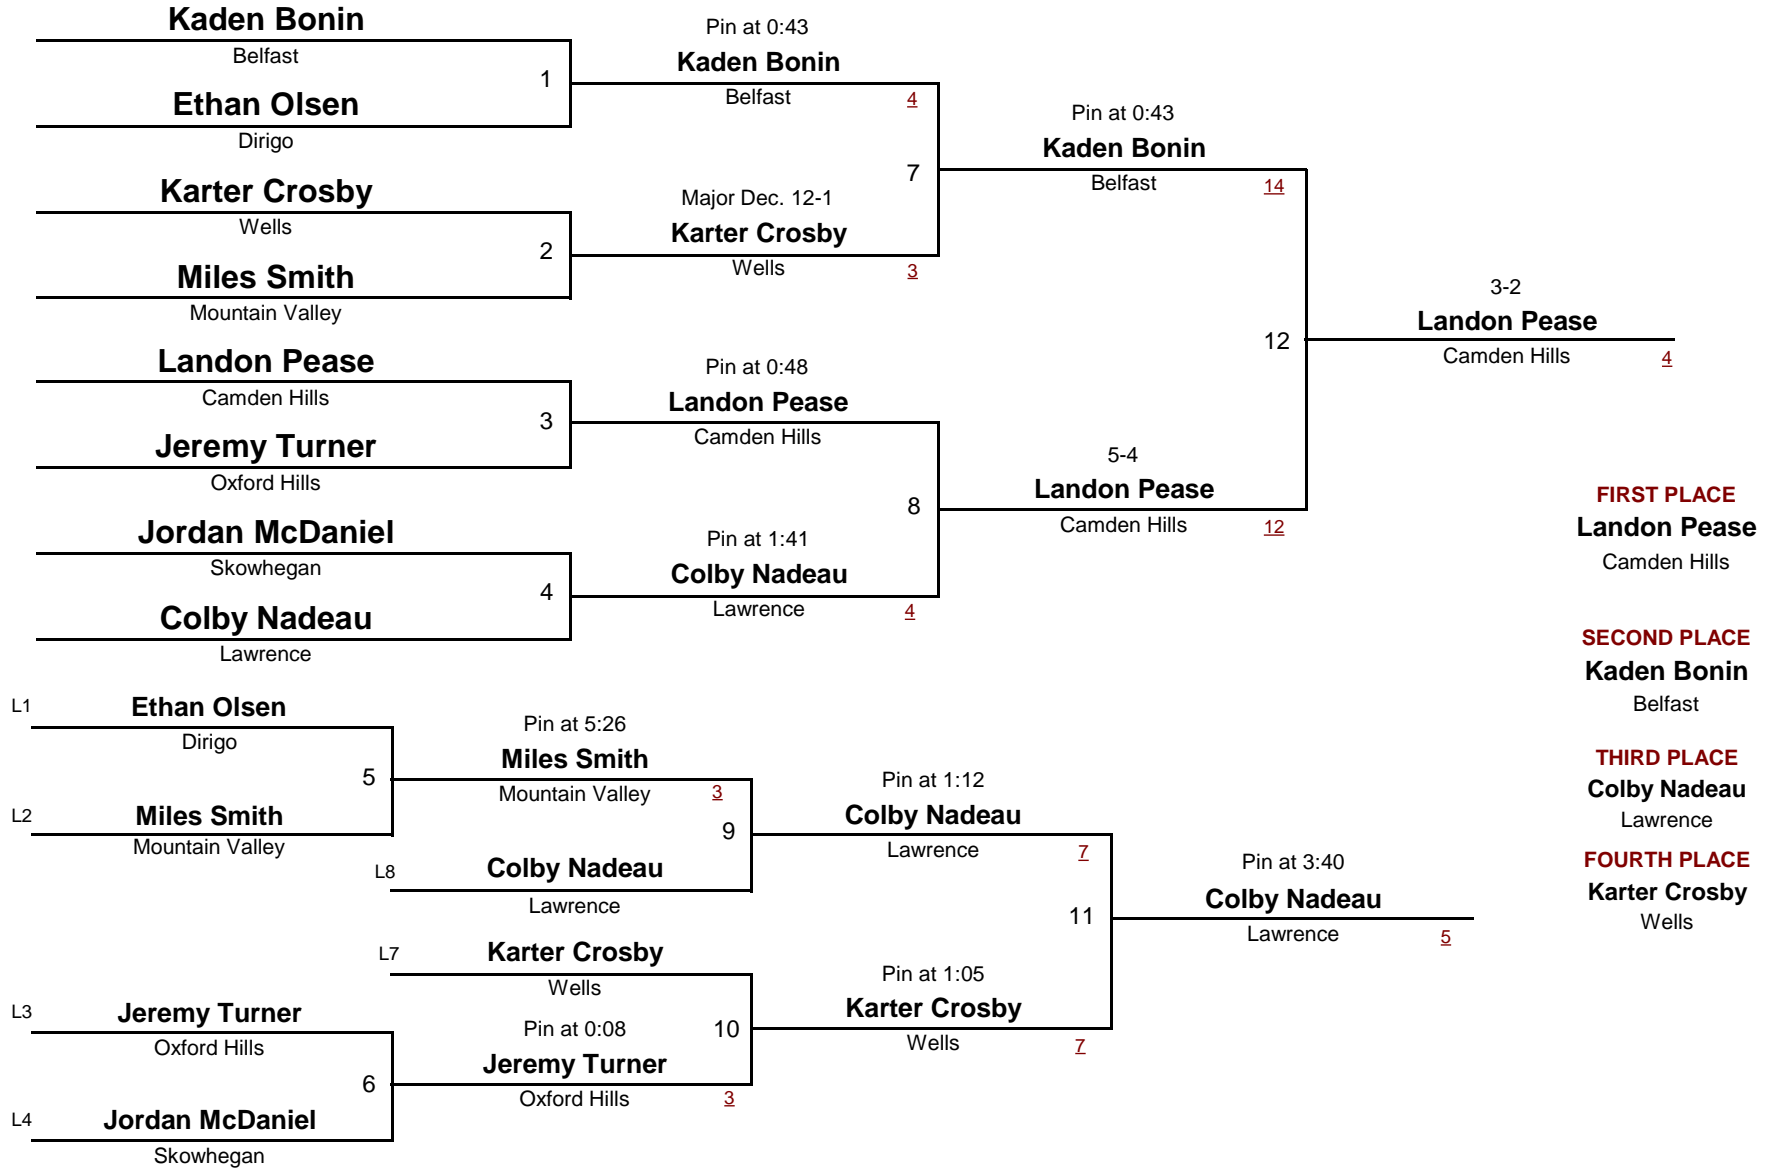 Kaden Bonin
Belfast
1
Ethan Olsen
Dirigo
Karter Crosby
Wells
2
Miles Smith
Mountain Valley
Landon Pease
Camden Hills
3
Jeremy Turner
Oxford Hills
Jordan McDaniel
Skowhegan
4
Colby Nadeau
Lawrence
Pin at 0:43
Kaden Bonin
Belfast 4
7
Major Dec. 12-1
Karter Crosby
Wells 3
Pin at 0:48
Landon Pease
Camden Hills
8
Pin at 1:41
Colby Nadeau
Lawrence 4
Pin at 0:43
Kaden Bonin
Belfast 14
12
5-4
Landon Pease
Camden Hills 12
3-2
Landon Pease
Camden Hills 4
FIRST PLACE
Landon Pease
Camden Hills
SECOND PLACE
Kaden Bonin
Belfast
THIRD PLACE
Colby Nadeau
Lawrence
FOURTH PLACE
Karter Crosby
Wells
L1 Ethan Olsen
Dirigo
5
L2 Miles Smith
Mountain Valley
Pin at 5:26
Miles Smith
Mountain Valley 3
9
L8 Colby Nadeau
Lawrence
L7 Karter Crosby
Wells
10
L3 Jeremy Turner
Oxford Hills
6
L4 Jordan McDaniel
Skowhegan
Pin at 0:08
Jeremy Turner
Oxford Hills 3
Pin at 1:12
Colby Nadeau
Lawrence 7
11
Pin at 1:05
Karter Crosby
Wells 7
Pin at 3:40
Colby Nadeau
Lawrence 5